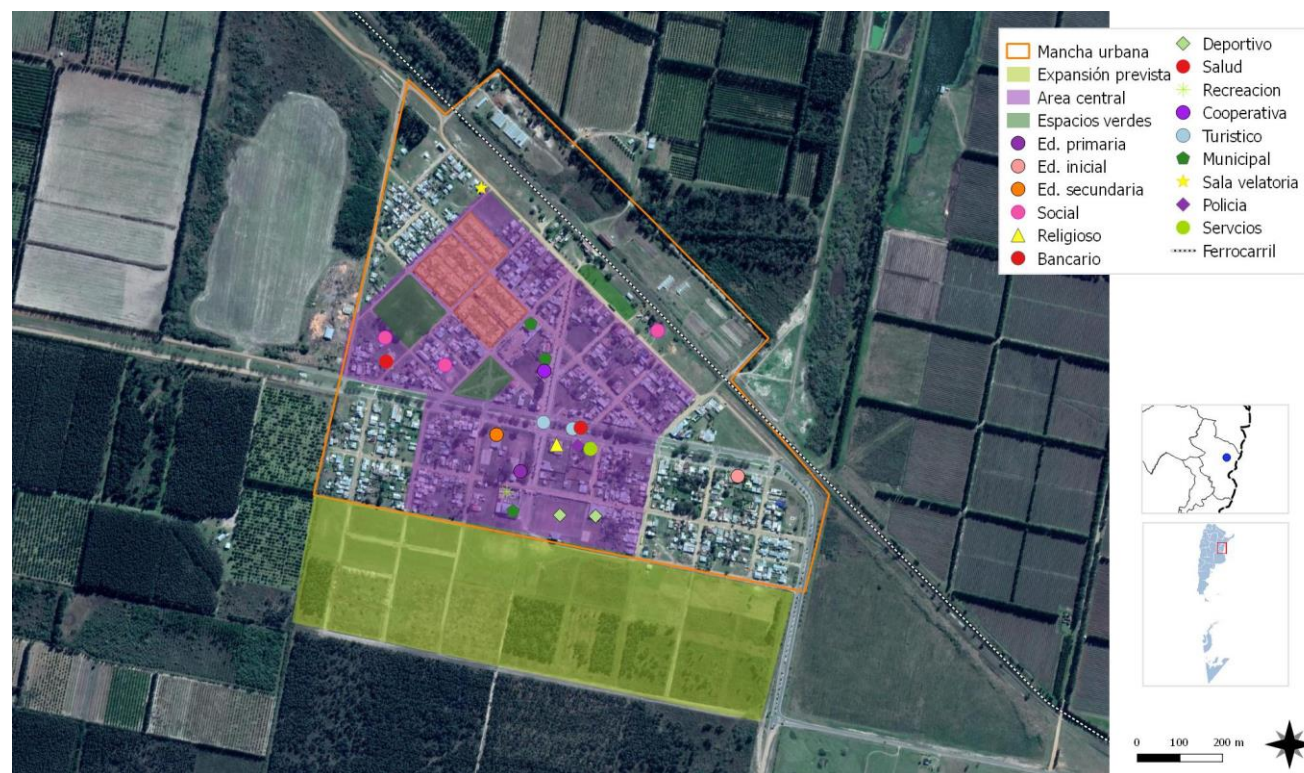 Mancha urbana
Expansión prevista
Area central
Espacios verdes
Ed. primaria
Ed. inicial
Ed. secundaria
Social
Religioso
Bancario
Deportivo
Salud
Recreacion
Cooperativa
Turistico
Municipal
Sala velatoria
Policia
Servcios
Ferrocarril
0 100 200 m